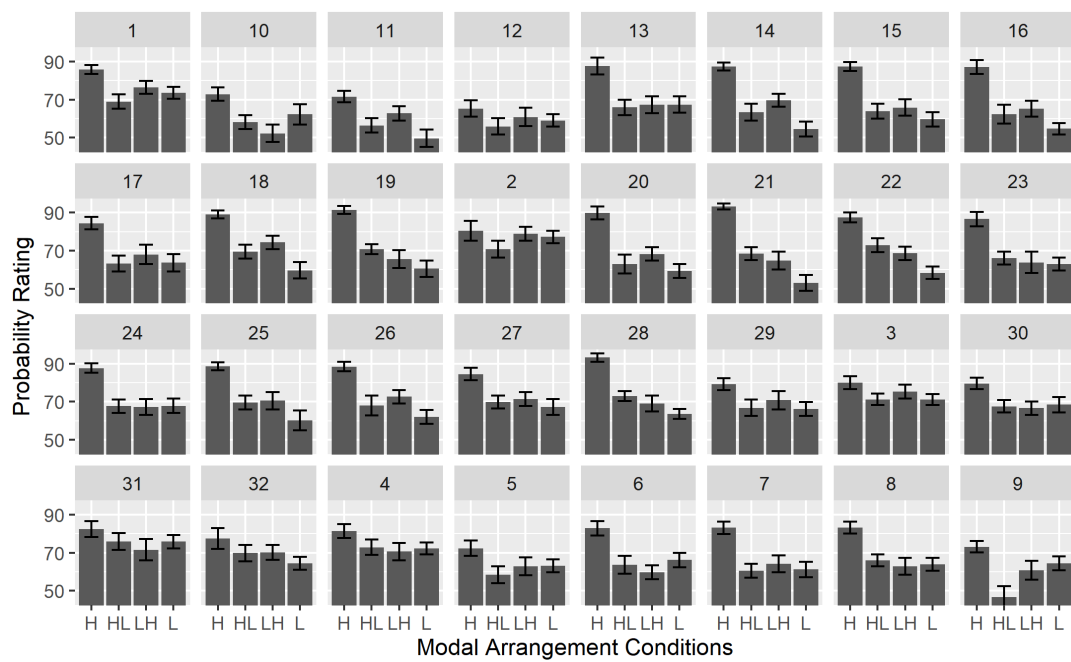 1 10 11 12 13 14 15 16
90
70
50
17 18 19 2 20 21 22 23
90
70
50
24 25 26 27 28 29 3 30
90
70
50
31 32 4 5 6 7 8 9
90
70
50
H HL LH L H HL LH L H HL LH L H HL LH L H HL LH L H HL LH L H HL LH L H HL LH L
Modal Arrangement Conditions
Probability Rating